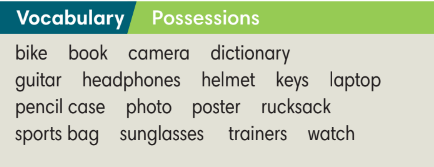 Vocabulary Possessions
bike book camera dictionary
guitar headphones helmet keys laptop
pencil case photo poster rucksack
sports bag sunglasses trainers watch